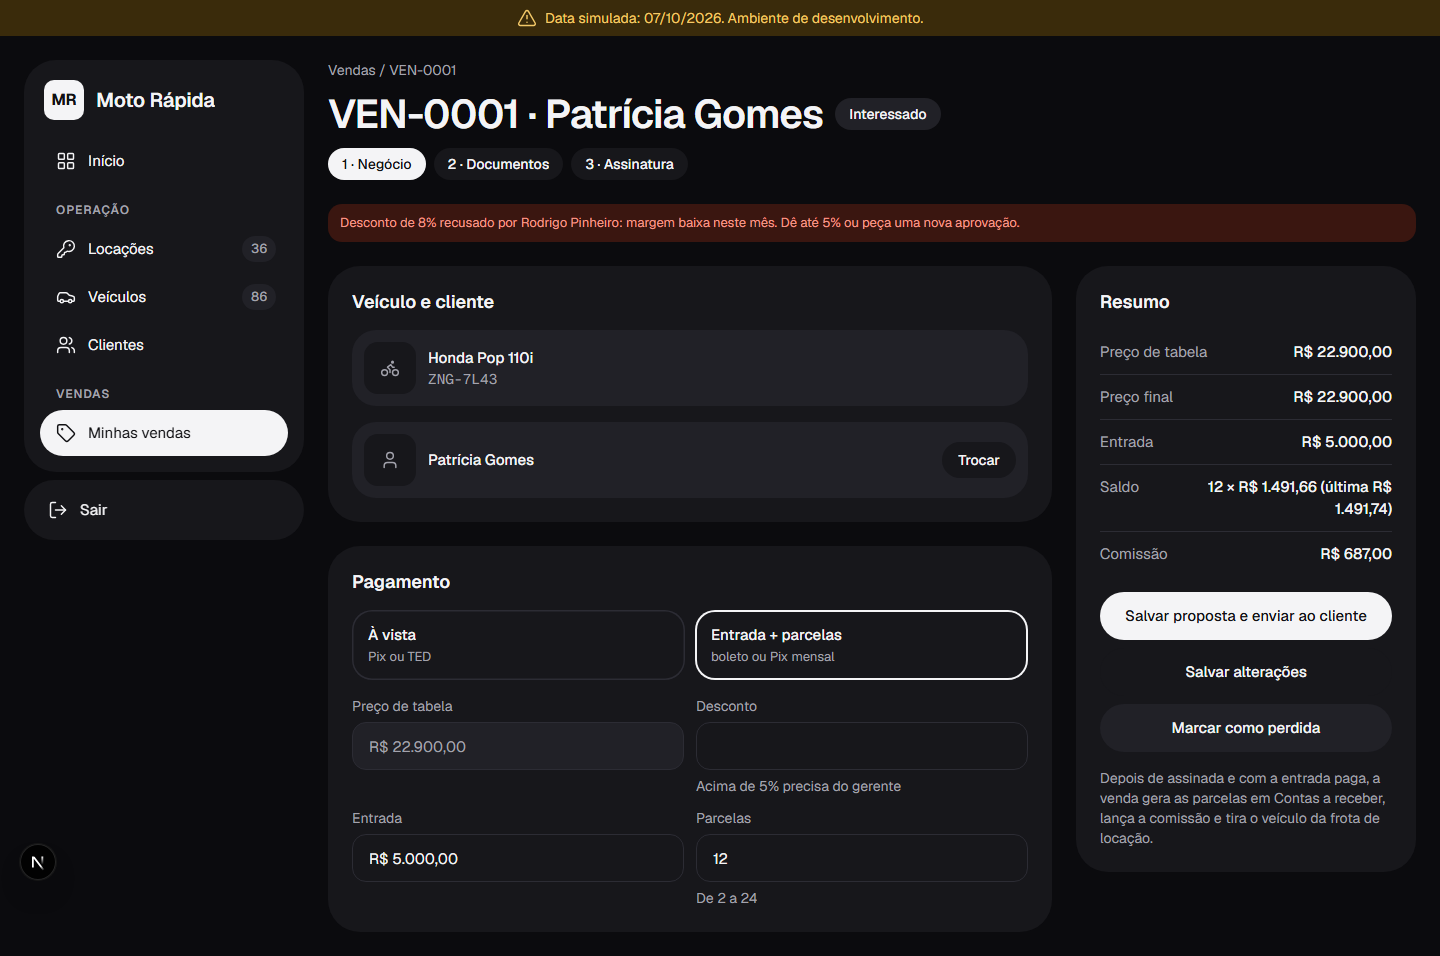 Data simulada: 07/10/2026. Ambiente de desenvolvimento.
MR
Moto Rápida
Início
OPERAÇÃO
Locações
36
Veículos
86
Clientes
VENDAS
Minhas vendas
Sair
Vendas / VEN-0001
VEN-0001 · Patrícia Gomes
Interessado
1 · Negócio
2 · Documentos
3 · Assinatura
Desconto de 8% recusado por Rodrigo Pinheiro: margem baixa neste mês. Dê até 5% ou peça uma nova aprovação.
Veículo e cliente
Honda Pop 110i
ZNG-7L43
Patrícia Gomes
Trocar
Pagamento
À vista
Pix ou TED
Entrada + parcelas
boleto ou Pix mensal
Preço de tabela
R$ 22.900,00
Desconto
Acima de 5% precisa do gerente
Entrada
R$ 5.000,00
Parcelas
12
De 2 a 24
Resumo
Preço de tabela
R$ 22.900,00
Preço final
R$ 22.900,00
Entrada
R$ 5.000,00
Saldo
12 × R$ 1.491,66 (última R$
1.491,74)
Comissão
R$ 687,00
Salvar proposta e enviar ao cliente
Salvar alterações
Marcar como perdida
Depois de assinada e com a entrada paga, a
venda gera as parcelas em Contas a receber,
lança a comissão e tira o veículo da frota de
locação.
N